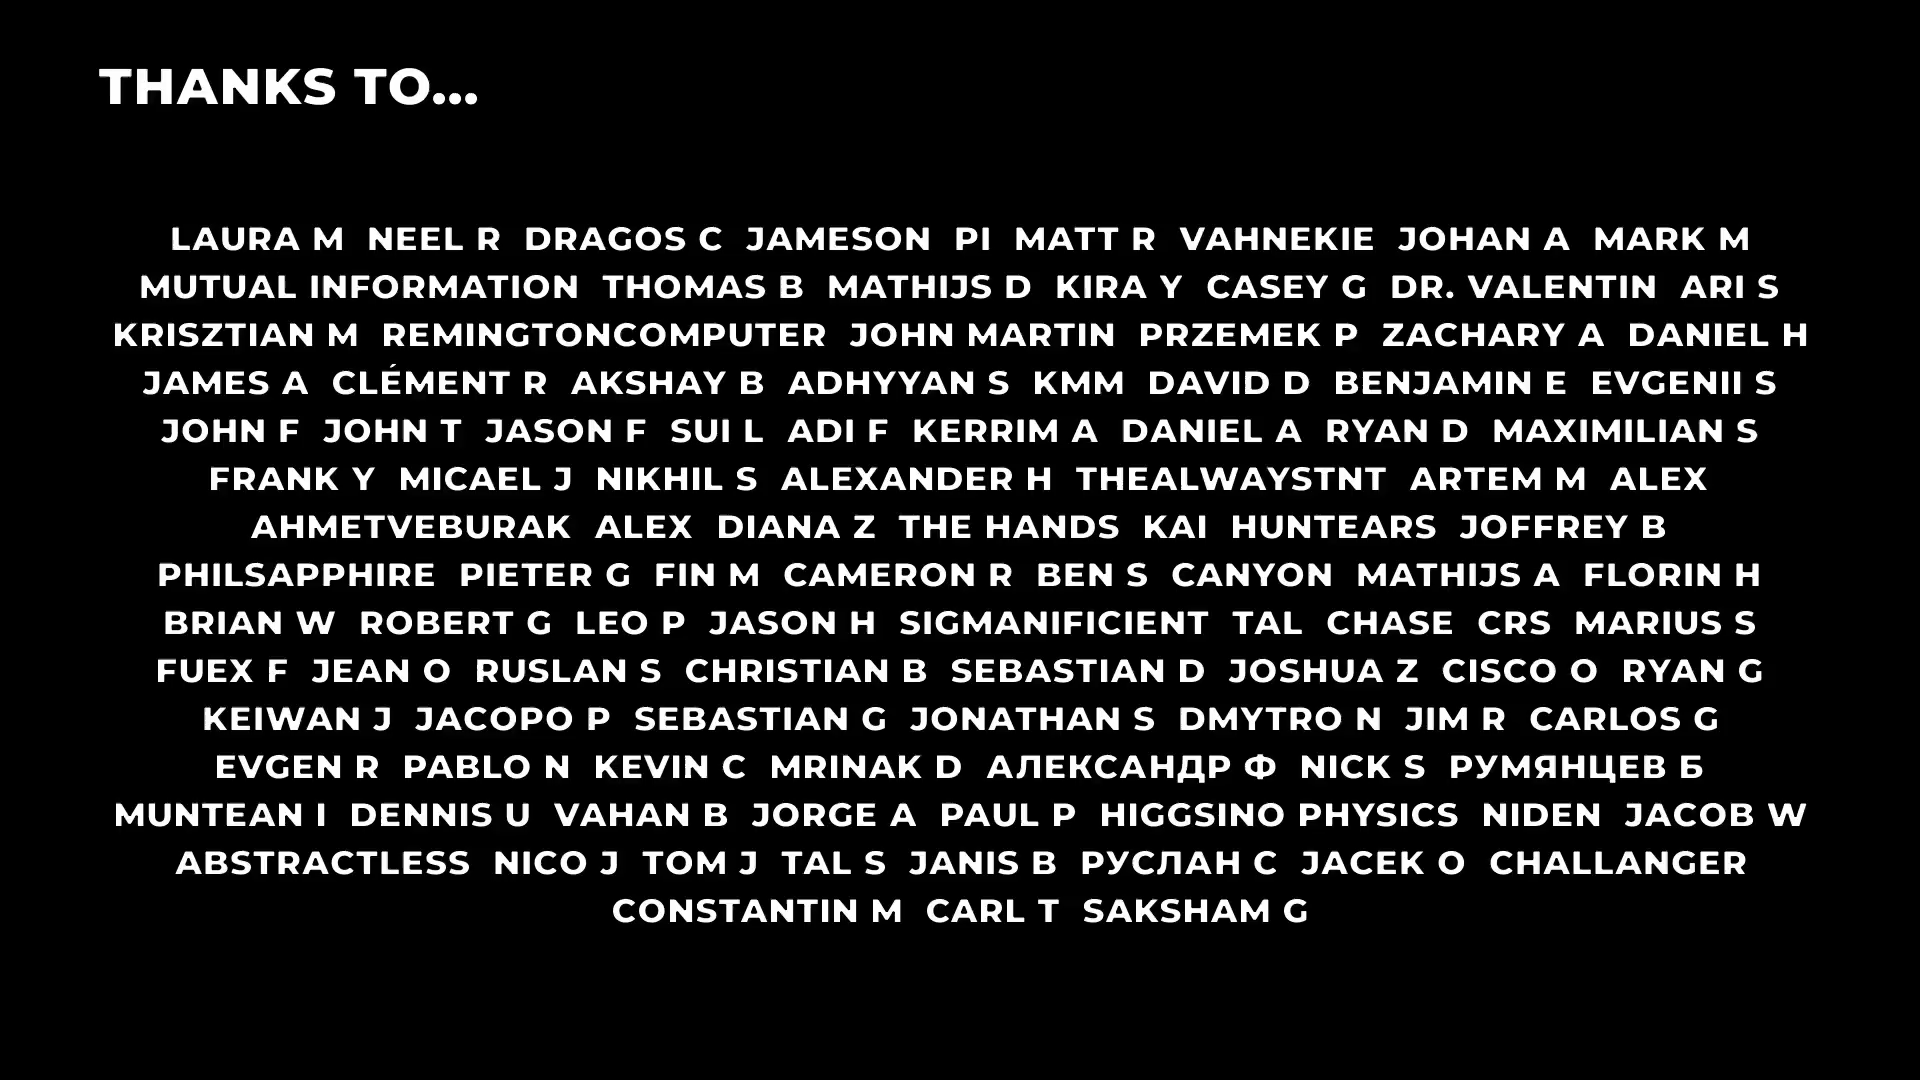 THANKS TO...
LAURA M NEEL R DRAGOS C JAMESON PI MATT R VAHNEKIE JOHAN A MARK M
MUTUAL INFORMATION THOMAS B MATHIJS D KIRA Y CASEY G DR. VALENTIN ARI S
KRISZTIAN M REMINGTONCOMPUTER JOHN MARTIN PRZEMEK P ZACHARY A DANIEL H
JAMES A CLÉMENT R AKSHAY B ADHYYAN S KMM DAVID D BENJAMIN E EVGENII S
JOHN F JOHN T JASON F SUI L ADI F KERRIM A DANIEL A RYAN D MAXIMILIAN S
FRANK Y MICAEL J NIKHIL S ALEXANDER H THEALWAYSTNT ARTEM M ALEX
AHMETVEBURAK ALEX DIANA Z THE HANDS KAI HUNTEARS JOFFREY B
PHILSAPPHIRE PIETER G FIN M CAMERON R BEN S CANYON MATHIJS A FLORIN H
BRIAN W ROBERT G LEO P JASON H SIGMANIFICIENT TAL CHASE CRS MARIUS S
FUEX F JEAN O RUSLAN S CHRISTIAN B SEBASTIAN D JOSHUA Z CISCO O RYAN G
KEIWAN J JACOPO P SEBASTIAN G JONATHAN S DMYTRO N JIM R CARLOS G
EVGEN R PABLO N KEVIN C MRINAK D АЛЕКСАНДР Ф NICK S РУМЯНЦЕВ Б
MUNTEAN I DENNIS U VAHAN B JORGE A PAUL P HIGGSINO PHYSICS NIDEN JACOB W
ABSTRACTLESS NICO J TOM J TAL S JANIS B РУСЛАН С JACEK O CHALLANGER
CONSTANTIN M CARL T SAKSHAM G